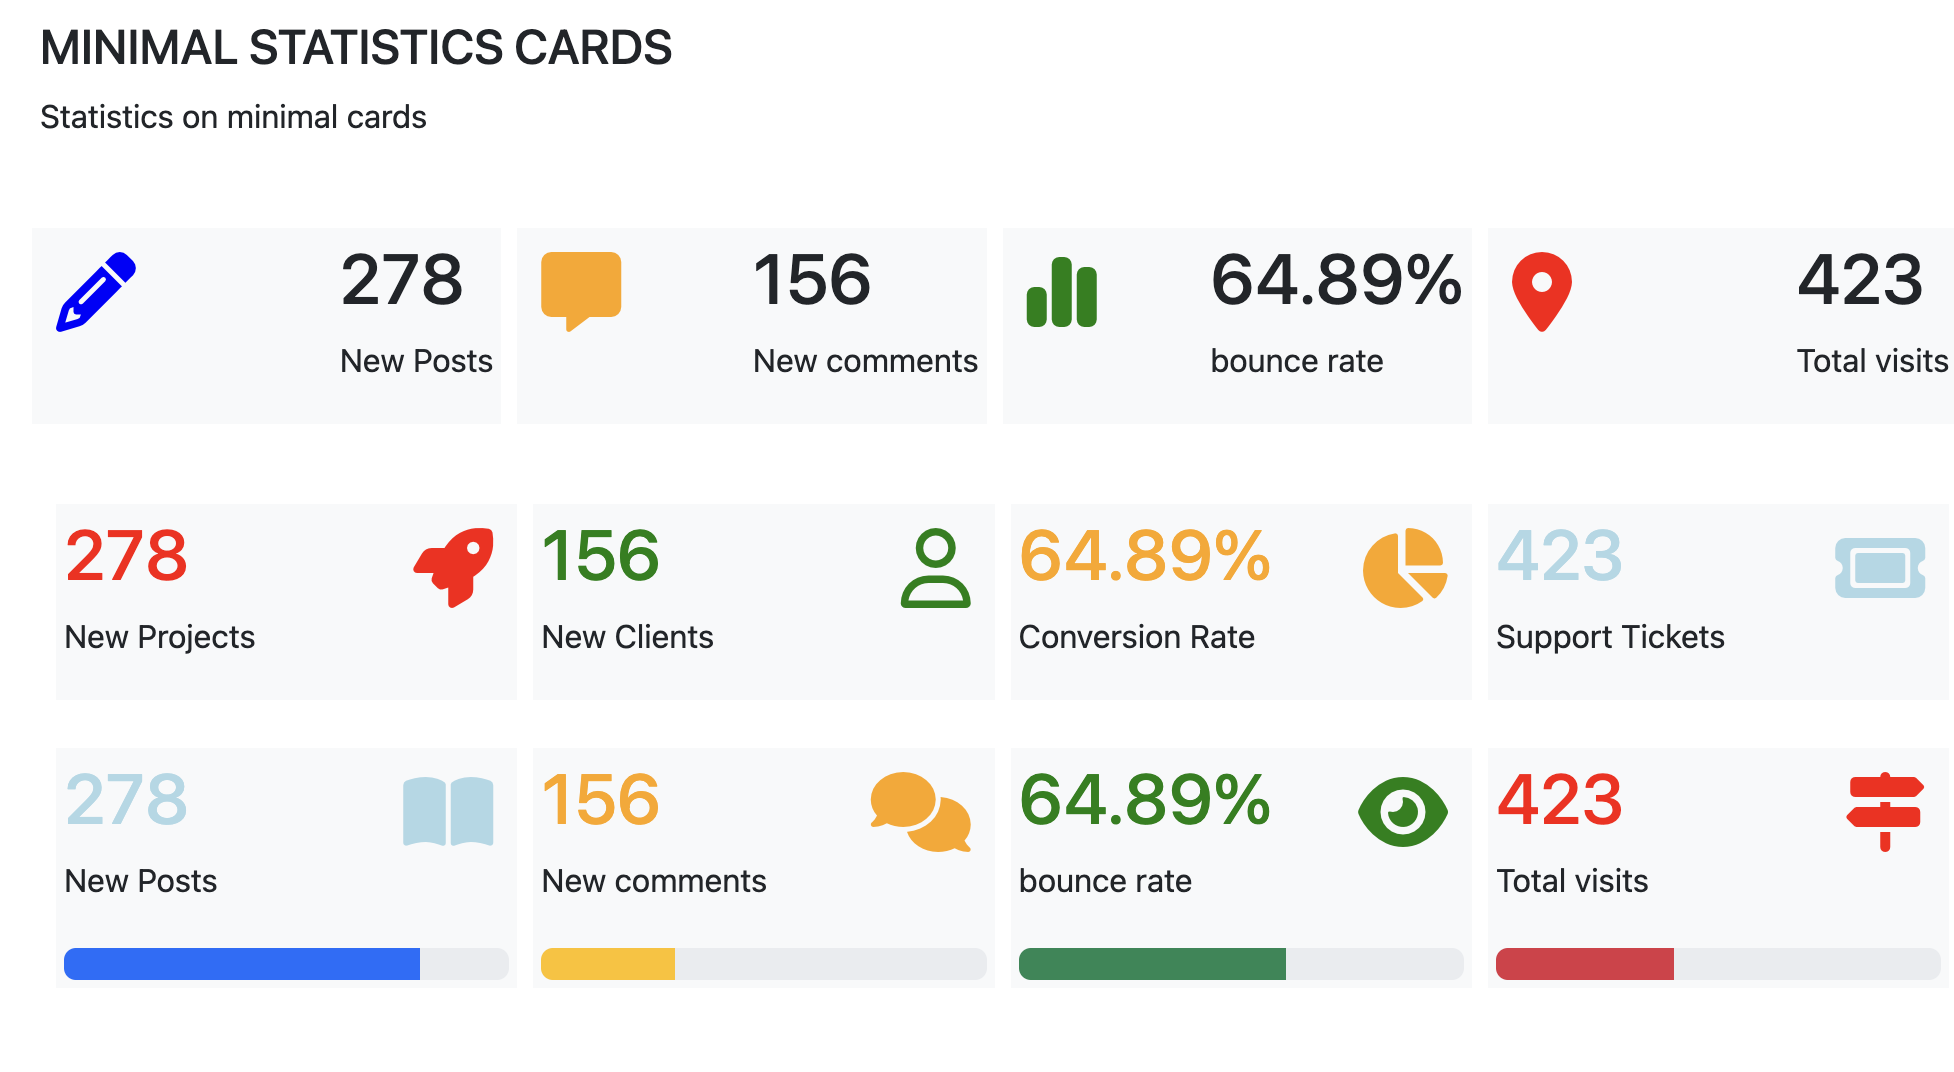 MINIMAL STATISTICS CARDS
Statistics on minimal cards
278
New Posts
156
New comments
64.89%
bounce rate
423
Total visits
278
New Projects
156
New Clients
64.89%
Conversion Rate
423
Support Tickets
278
New Posts
156
New comments
64.89%
bounce rate
423
Total visits